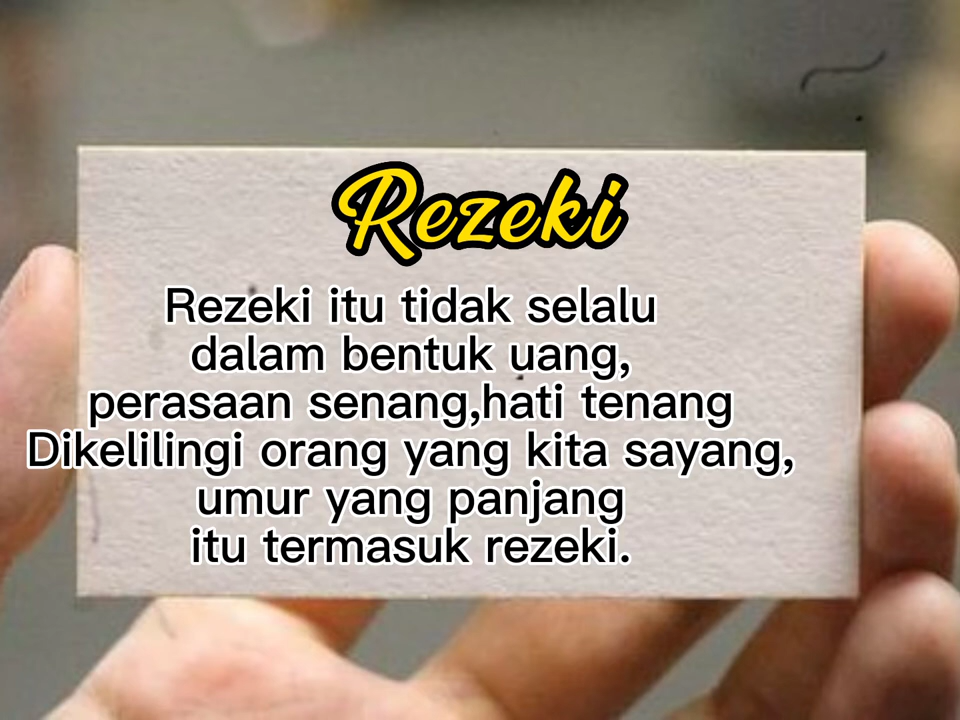 Rezeki
Rezeki itu tidak selalu
dalam bentuk uang,
perasaan senang,hati tenang
Dikelilingi orang yang kita sayang,
umur yang panjang
itu termasuk rezeki.